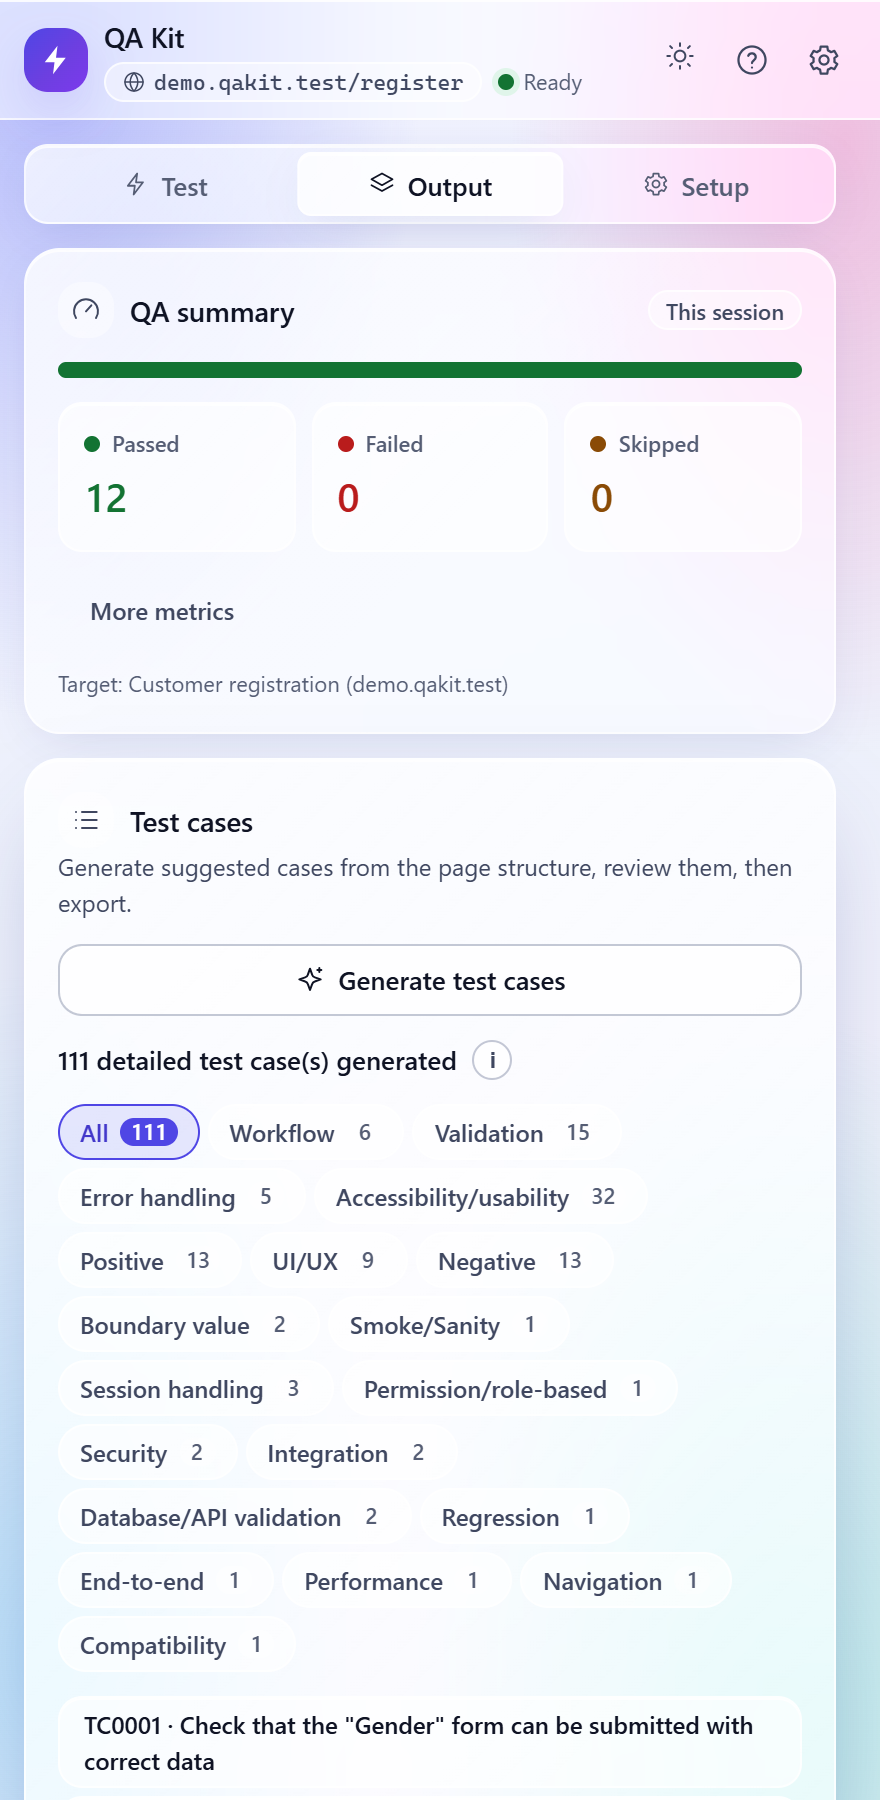 QA Kit
demo.qakit.test/register
Ready
Test
Output
Setup
QA summary
This session
Passed
Failed
Skipped
12
0
0
More metrics
Target: Customer registration (demo.qakit.test)
Test cases
Generate suggested cases from the page structure, review them, then
export.
Generate test cases
111 detailed test case(s) generated
i
All 111
Workflow 6
Validation 15
Error handling 5
Accessibility/usability 32
Positive 13
UI/UX 9
Negative 13
Boundary value 2
Smoke/Sanity 1
Session handling 3
Permission/role-based 1
Security 2
Integration 2
Database/API validation 2
Regression 1
End-to-end 1
Performance 1
Navigation 1
Compatibility 1
TC0001 · Check that the "Gender" form can be submitted with
correct data